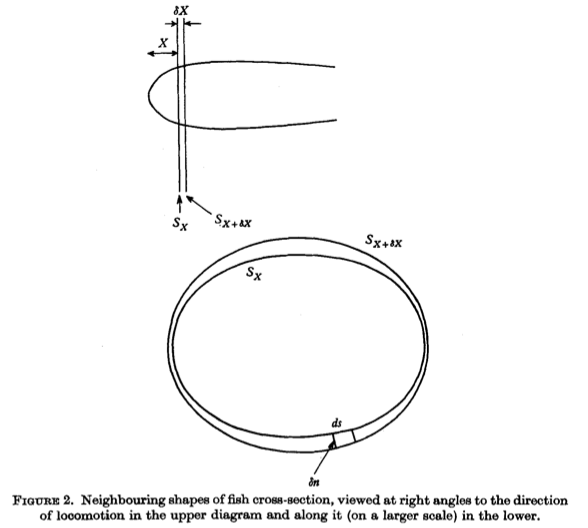 δX
X
S_X
S_{X+δX}
S_{X+δX}
S_X
ds
δn
FIGURE 2. Neighbouring shapes of fish cross-section, viewed at right angles to the direction
of locomotion in the upper diagram and along it (on a larger scale) in the lower.